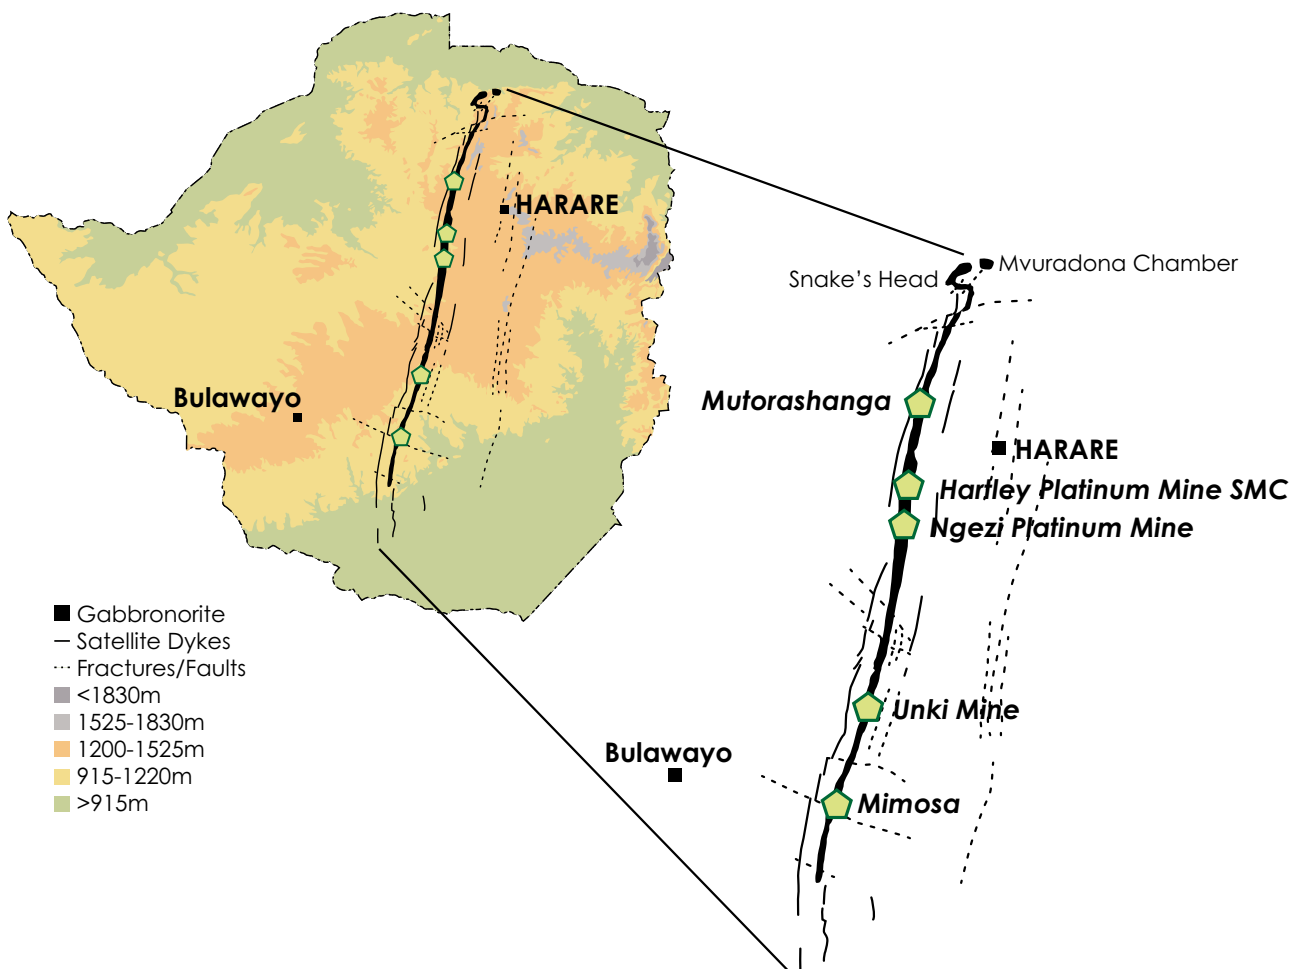 HARARE
Bulawayo
Gabbronorite
Satellite Dykes
Fractures/Faults
<1830m
1525-1830m
1200-1525m
915-1220m
>915m
Snake's Head
Mvuradona Chamber
Mutorashanga
HARARE
Hartley Platinum Mine SMC
Ngezi Platinum Mine
Unki Mine
Bulawayo
Mimosa